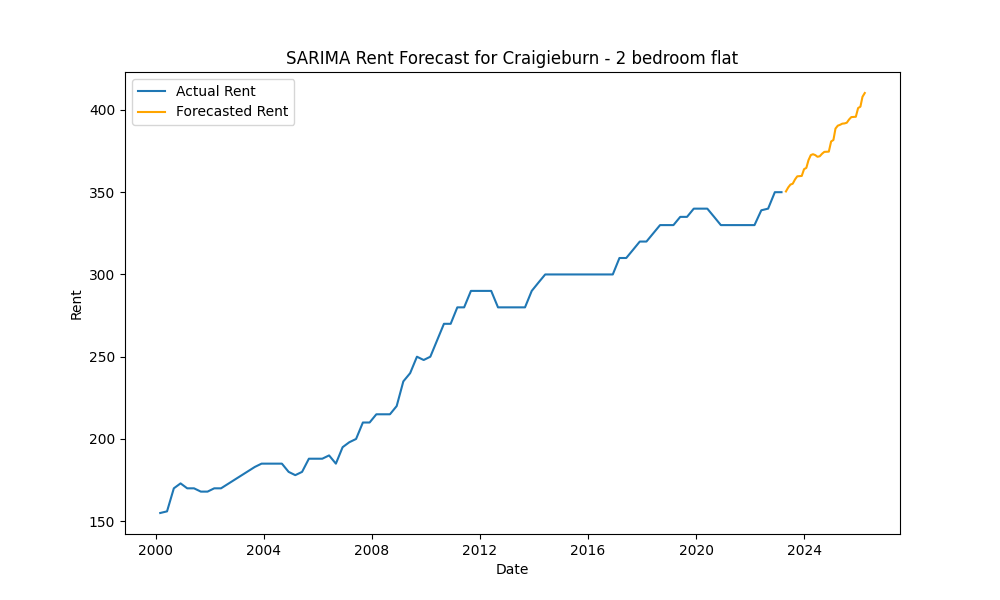 SARIMA Rent Forecast for Craigieburn - 2 bedroom flat
Actual Rent
Forecasted Rent
400
350
300
250
200
150
Rent
2000 2004 2008 2012 2016 2020 2024
Date